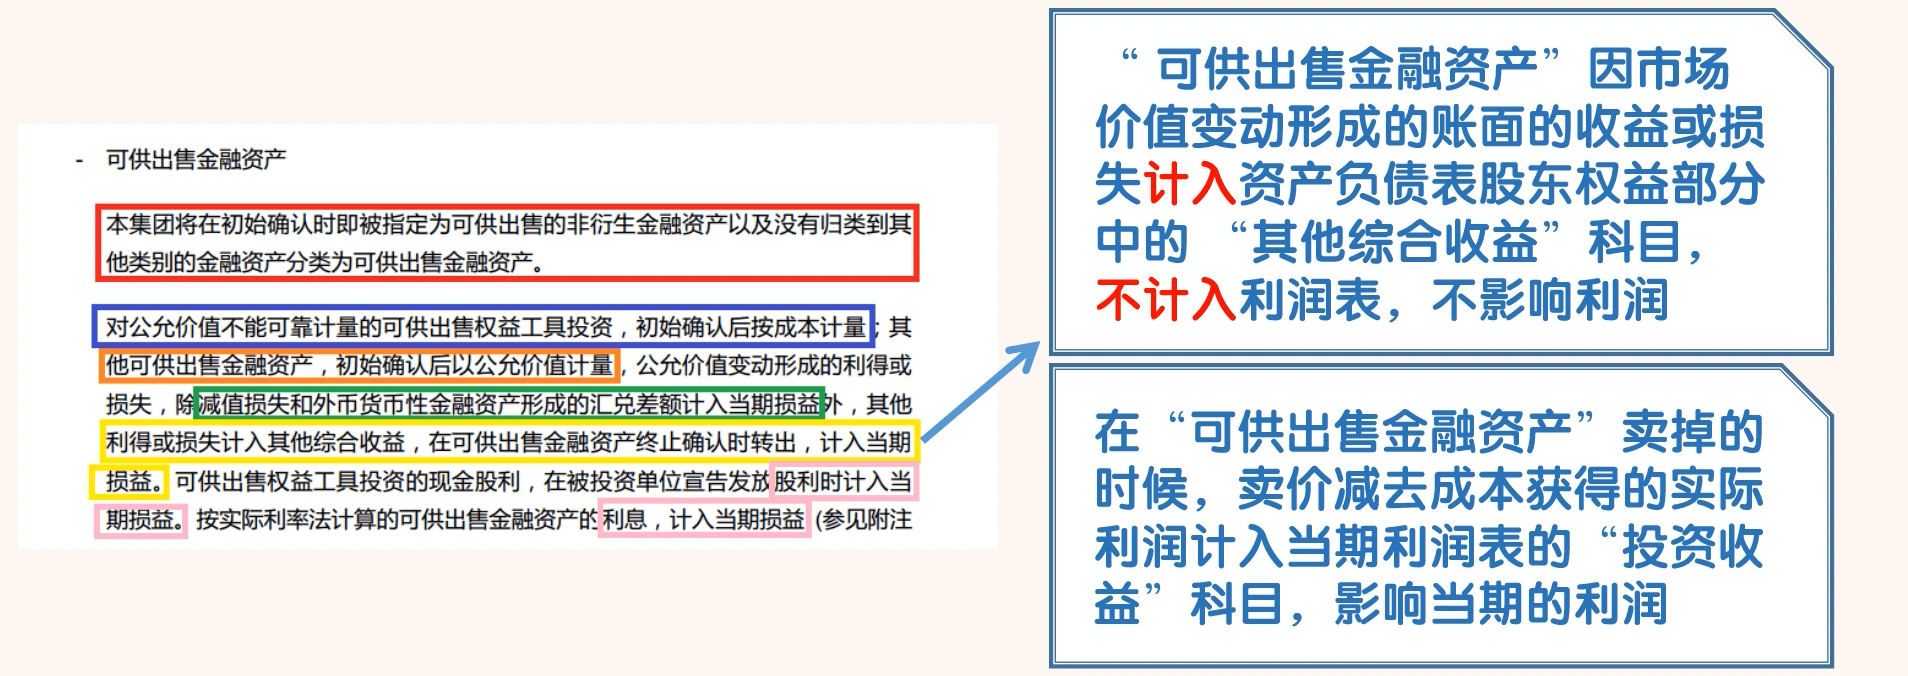 - 可供出售金融资产
本集团将在初始确认时即被指定为可供出售的非衍生金融资产以及没有归类到其
他类别的金融资产分类为可供出售金融资产。
对公允价值不能可靠计量的可供出售权益工具投资，初始确认后按成本计量；其
他可供出售金融资产，初始确认后以公允价值计量，公允价值变动形成的利得或
损失，除减值损失和外币货币性金融资产形成的汇兑差额计入当期损益外，其他
利得或损失计入其他综合收益，在可供出售金融资产终止确认时转出，计入当期
损益。可供出售权益工具投资的现金股利，在被投资单位宣告发放股利时计入当
期损益。按实际利率法计算的可供出售金融资产的利息，计入当期损益 (参见附注
“可供出售金融资产”因市场
价值变动形成的账面的收益或损
失计入资产负债表股东权益部分
中的“其他综合收益”科目，
不计入利润表，不影响利润
在“可供出售金融资产”卖掉的
时候，卖价减去成本获得的实际
利润计入当期利润表的“投资收
益”科目，影响当期的利润